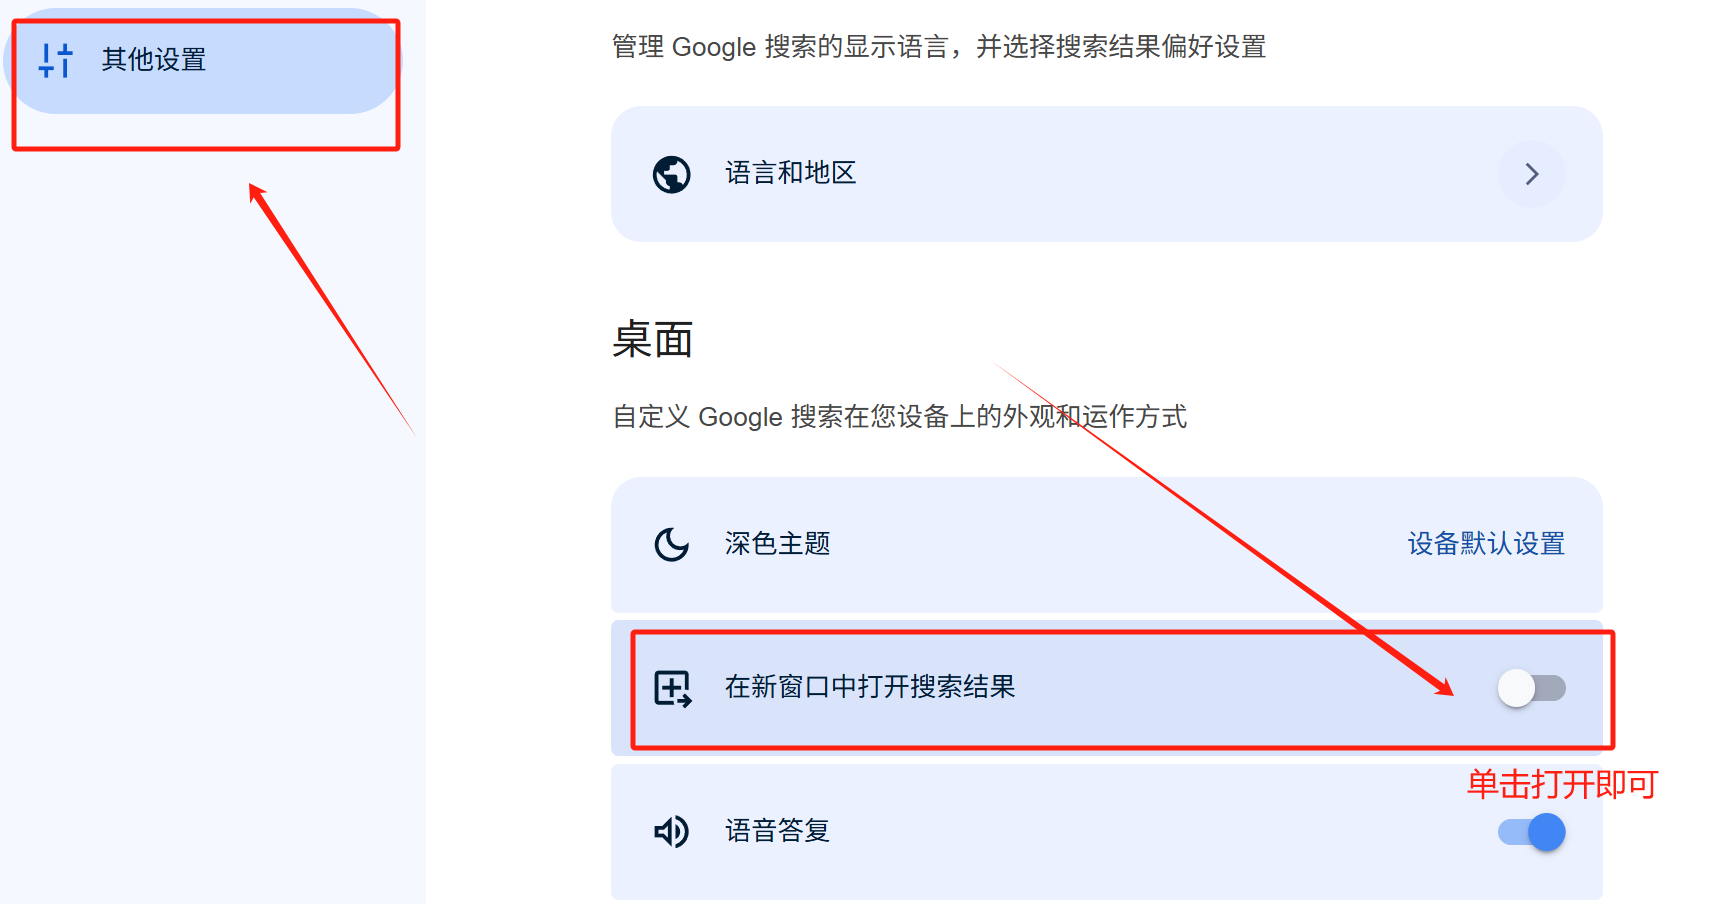 其他设置
管理 Google 搜索的显示语言，并选择搜索结果偏好设置
语言和地区
桌面
自定义 Google 搜索在您设备上的外观和运作方式
深色主题
设备默认设置
在新窗口中打开搜索结果
单击打开即可
语音答复